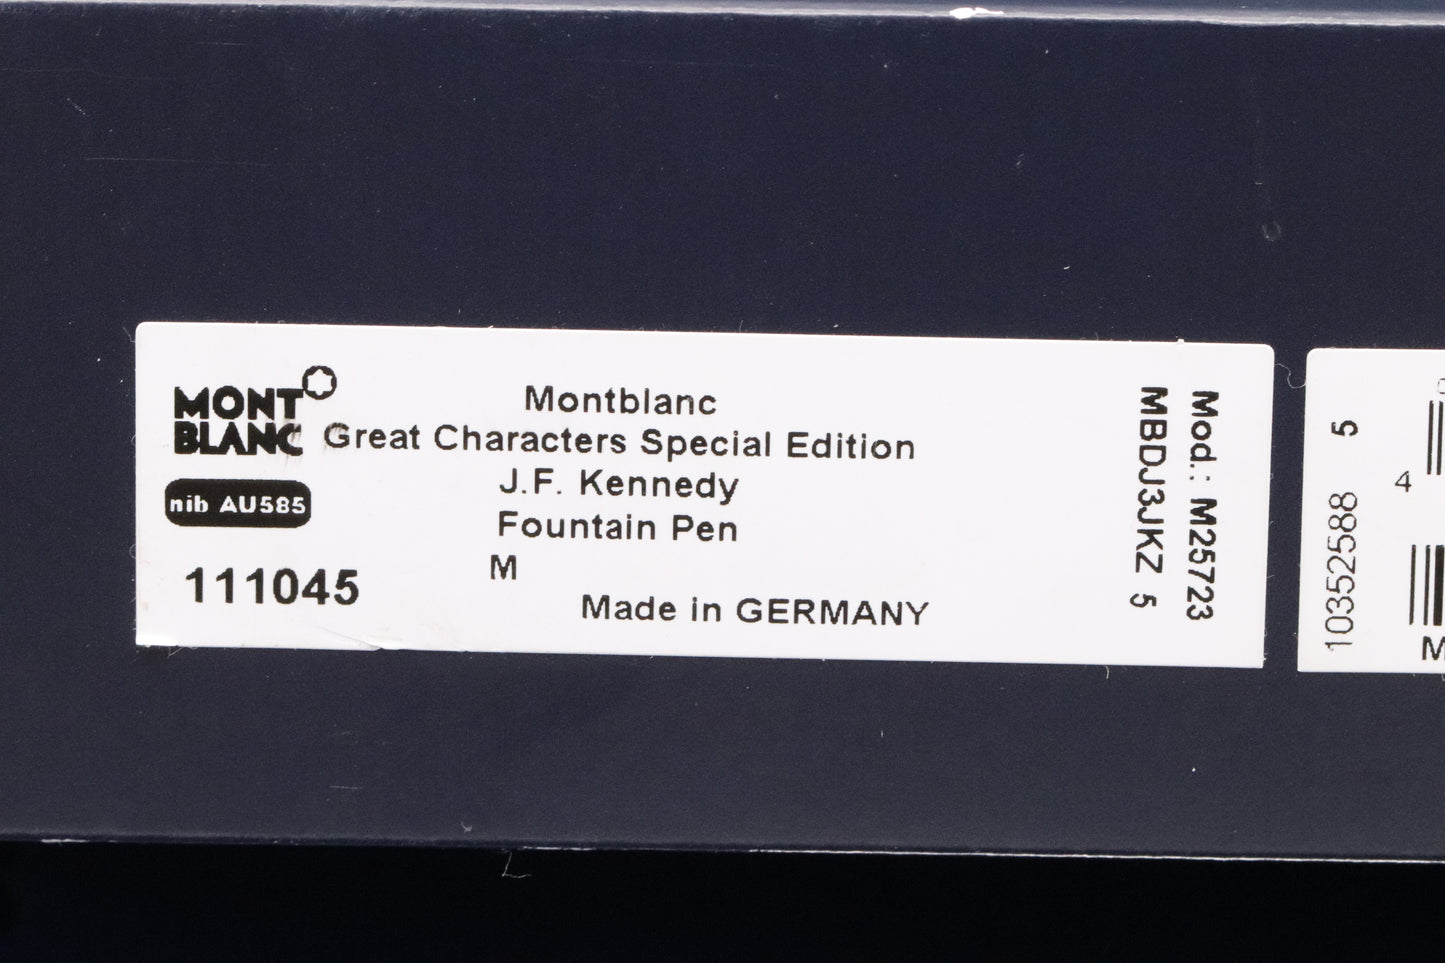 MONT
BLANC
nib AU585
111045
Montblanc
Great Characters Special Edition
J.F. Kennedy
Fountain Pen
M
Made in GERMANY
Mod.: M25723
MBDJ3JKZ 5
10352588 5
4
M